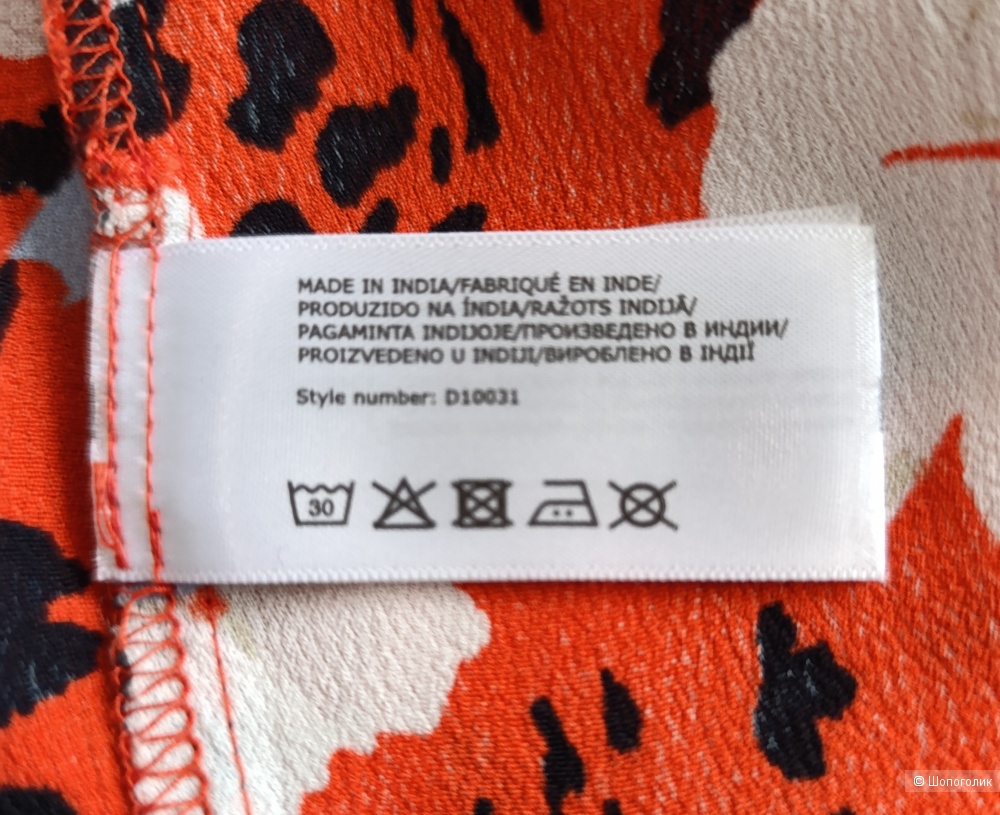 MADE IN INDIA/FABRIQUÉ EN INDE/
PRODUZIDO NA ÍNDIA/RAŽOTS INDIJĀ/
PAGAMINTA INDIJOJE/ПРОИЗВЕДЕНО В ИНДИИ/
PROIZVEDENO U INDIJI/ВИРОБЛЕНО В ІНДІЇ
Style number: D10031
30
© Шопоголик